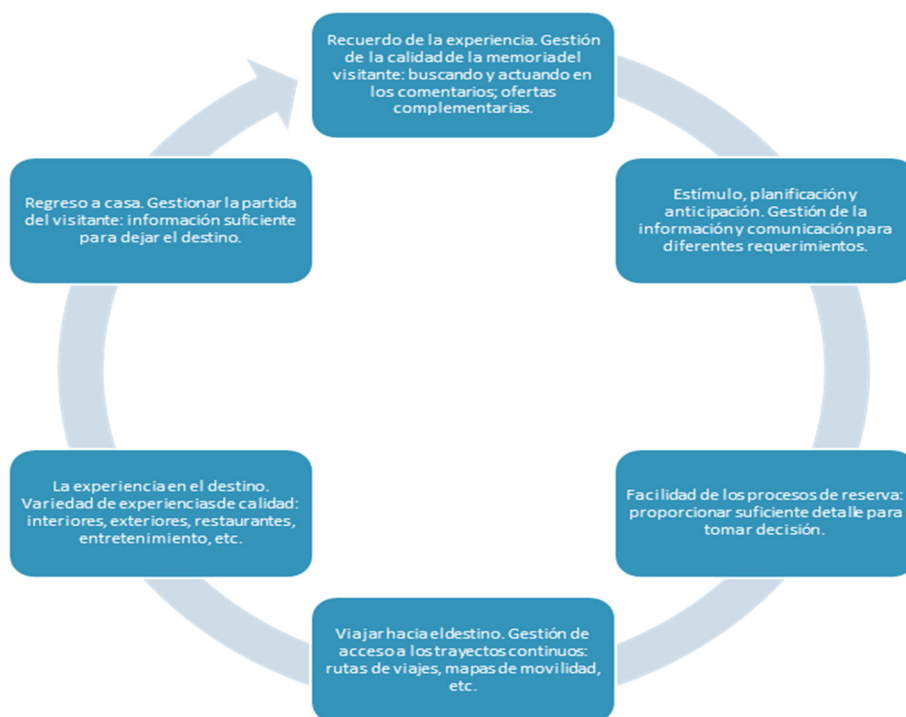 Recuerdo de la experiencia. Gestión
de la calidad de la memoria del
visitante: buscando y actuando en
los comentarios; ofertas
complementarias.
Estímulo, planificación y
anticipación. Gestión de la
información y comunicación para
diferentes requerimientos.
Facilidad de los procesos de reserva:
proporcionar suficiente detalle para
tomar decisión.
Viajar hacia el destino. Gestión de
acceso a los trayectos continuos:
rutas de viajes, mapas de movilidad,
etc.
La experiencia en el destino.
Variedad de experiencias de calidad:
interiores, exteriores, restaurantes,
entretenimiento, etc.
Regreso a casa. Gestionar la partida
del visitante: información suficiente
para dejar el destino.